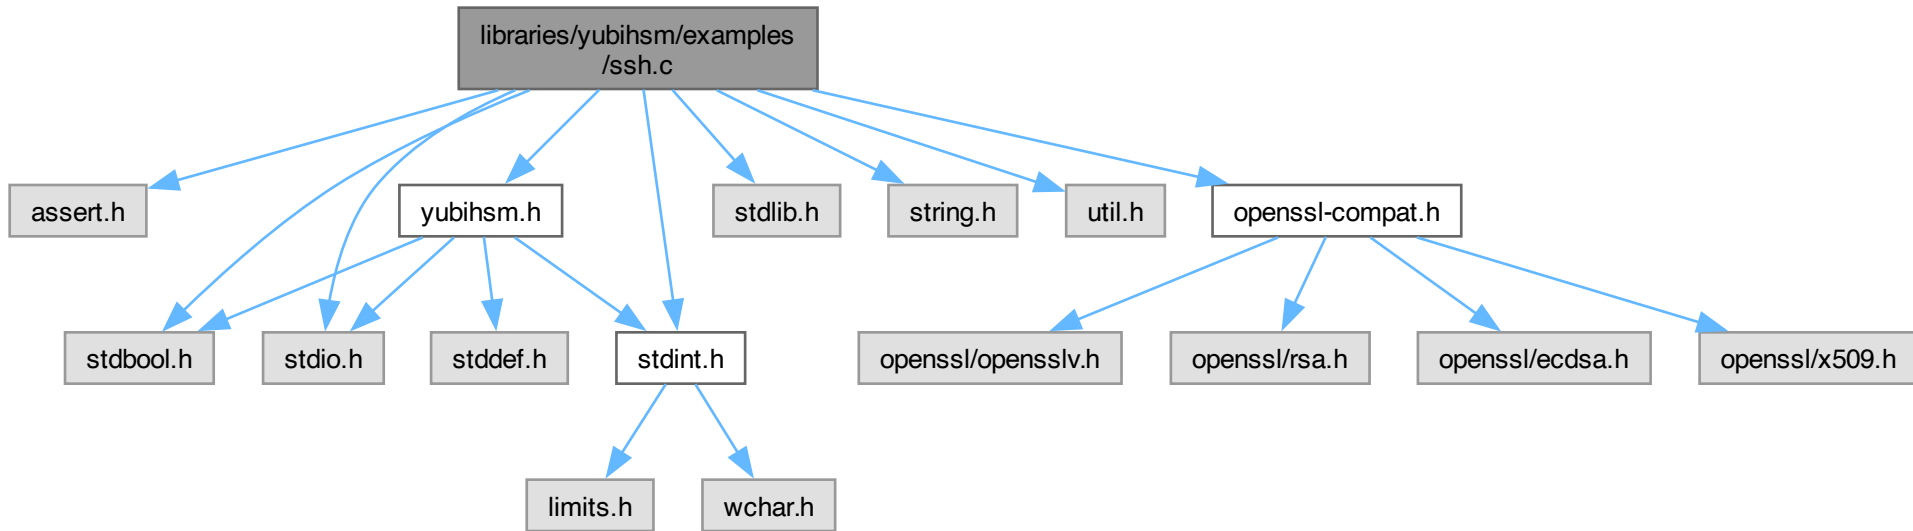 libraries/yubihsm/examples
/ssh.c
assert.h
yubihsm.h
stdlib.h
string.h
util.h
openssl-compat.h
stdbool.h
stdio.h
stddef.h
stdint.h
openssl/opensslv.h
openssl/rsa.h
openssl/ecdsa.h
openssl/x509.h
limits.h
wchar.h